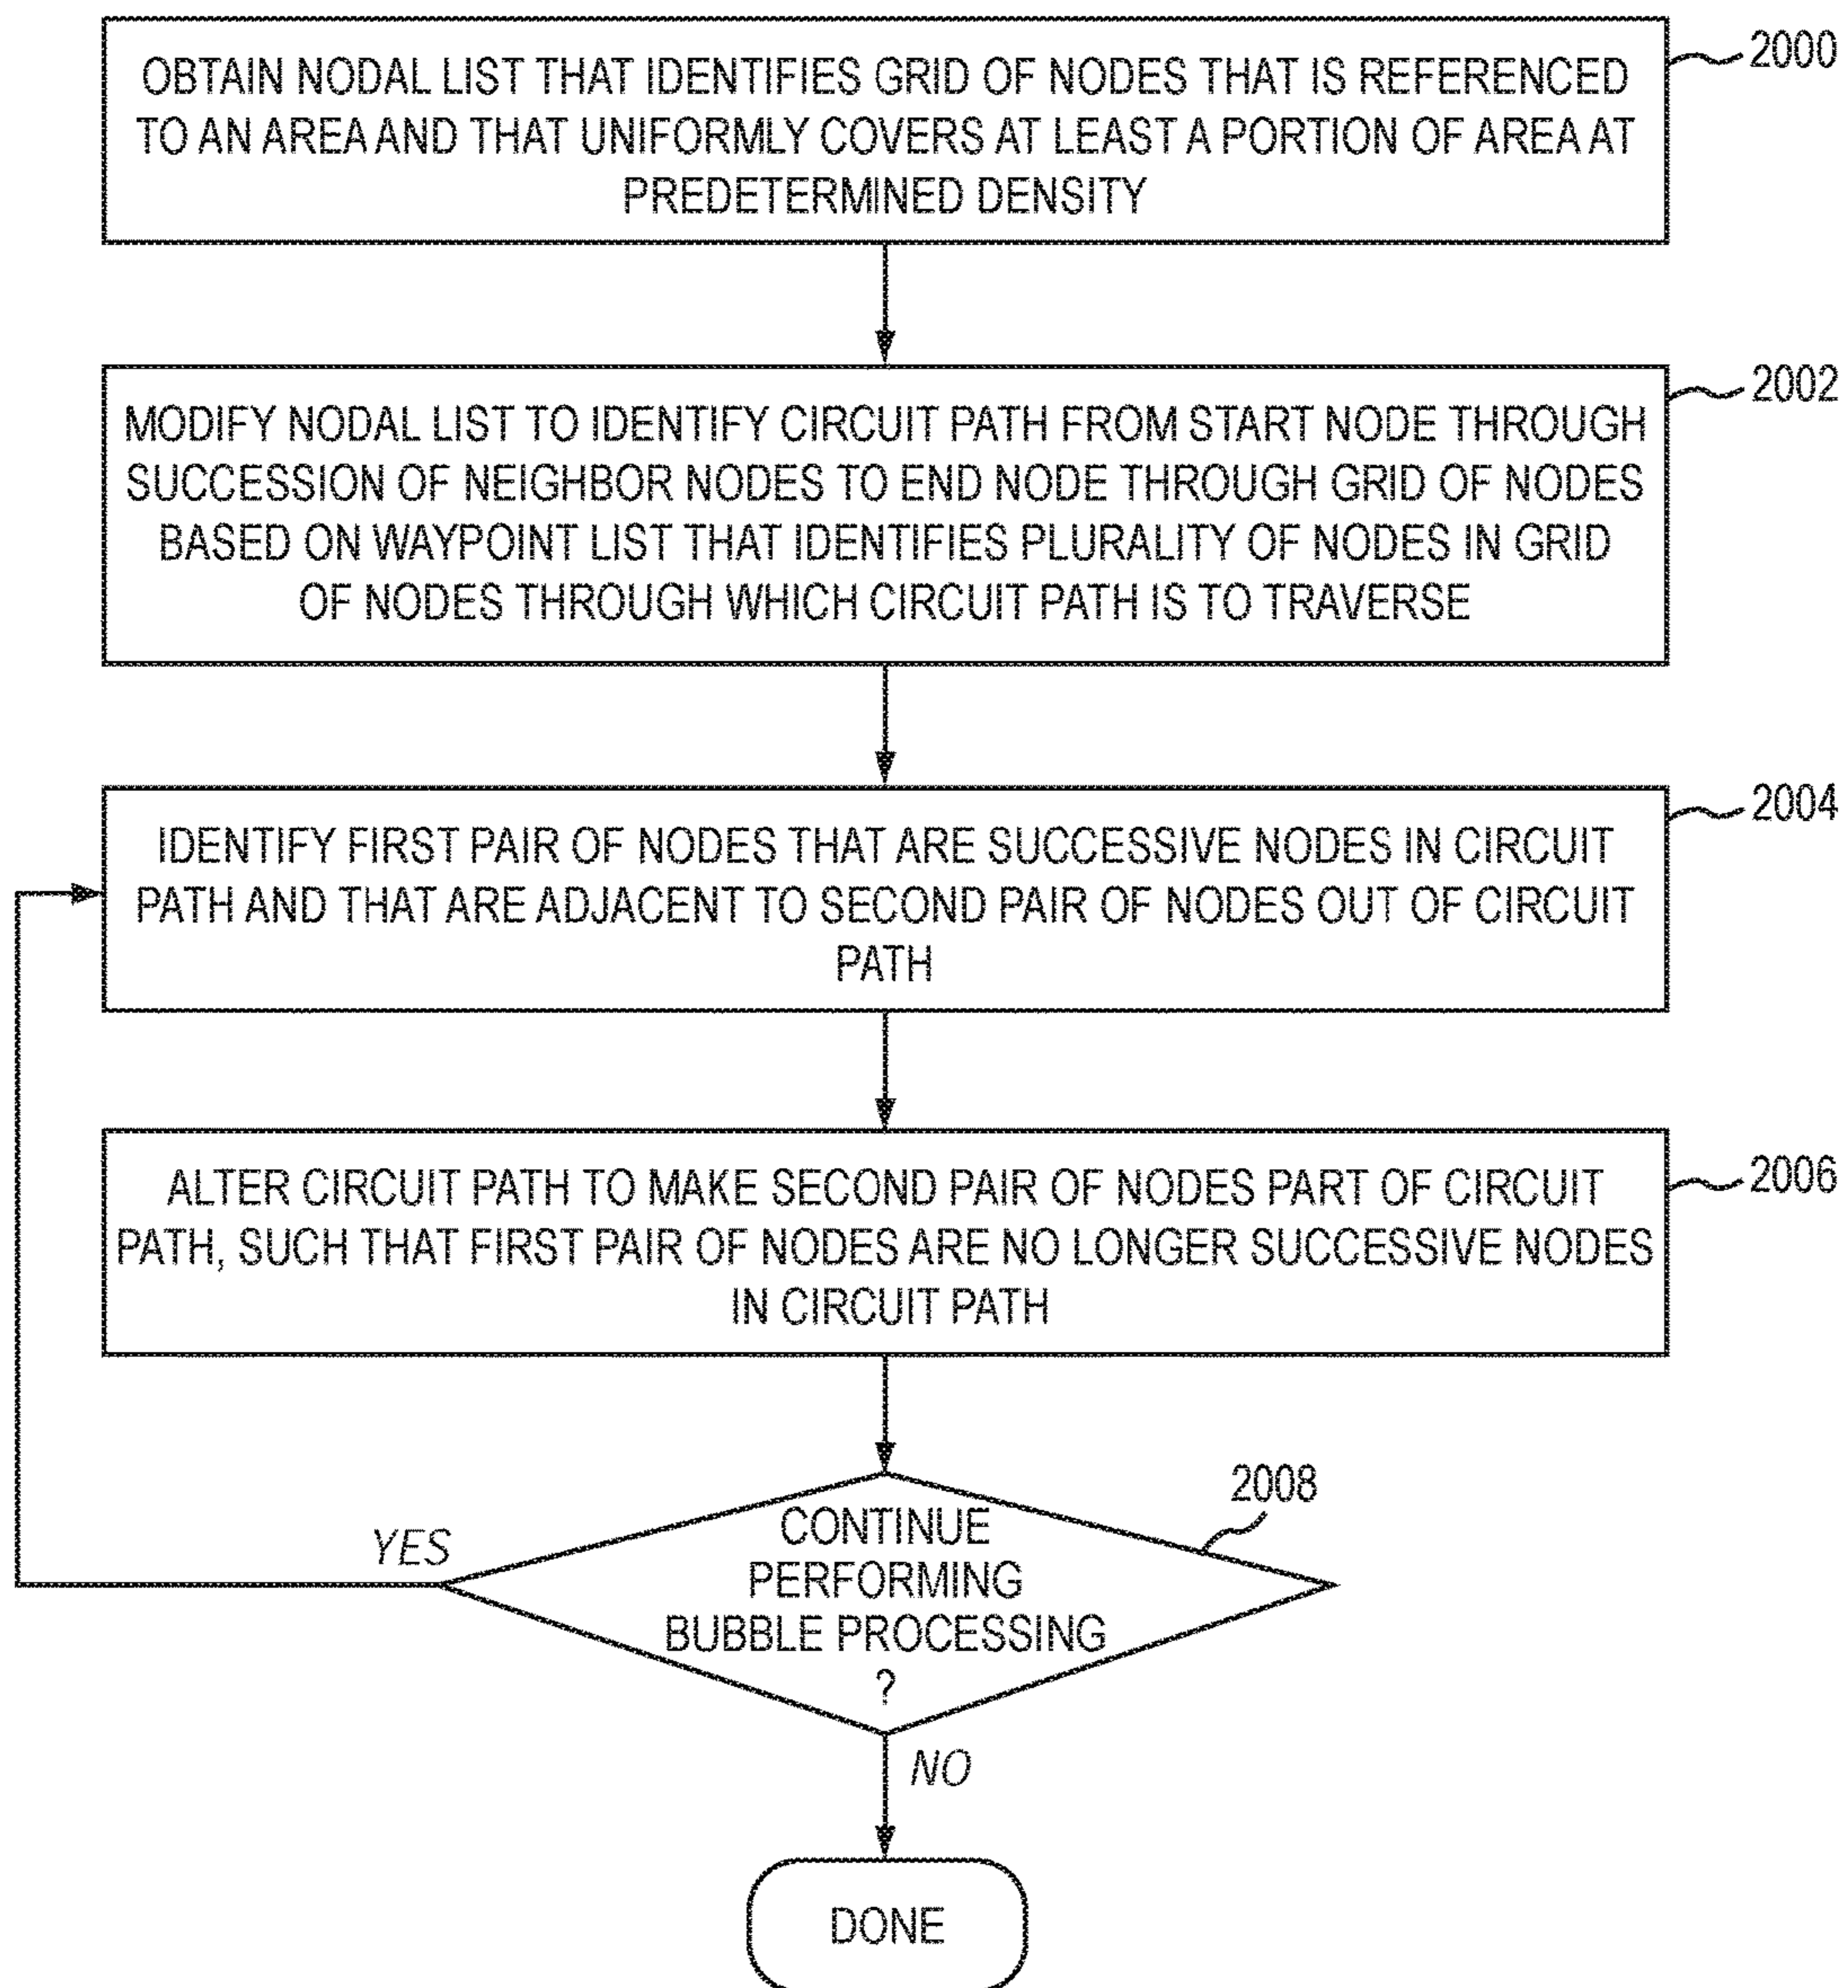 OBTAIN NODAL LIST THAT IDENTIFIES GRID OF NODES THAT IS REFERENCED
TO AN AREA AND THAT UNIFORMLY COVERS AT LEAST A PORTION OF AREA AT
PREDETERMINED DENSITY
2000
MODIFY NODAL LIST TO IDENTIFY CIRCUIT PATH FROM START NODE THROUGH
SUCCESSION OF NEIGHBOR NODES TO END NODE THROUGH GRID OF NODES
BASED ON WAYPOINT LIST THAT IDENTIFIES PLURALITY OF NODES IN GRID
OF NODES THROUGH WHICH CIRCUIT PATH IS TO TRAVERSE
2002
IDENTIFY FIRST PAIR OF NODES THAT ARE SUCCESSIVE NODES IN CIRCUIT
PATH AND THAT ARE ADJACENT TO SECOND PAIR OF NODES OUT OF CIRCUIT
PATH
2004
ALTER CIRCUIT PATH TO MAKE SECOND PAIR OF NODES PART OF CIRCUIT
PATH, SUCH THAT FIRST PAIR OF NODES ARE NO LONGER SUCCESSIVE NODES
IN CIRCUIT PATH
2006
CONTINUE
PERFORMING
BUBBLE PROCESSING
?
2008
YES
NO
DONE